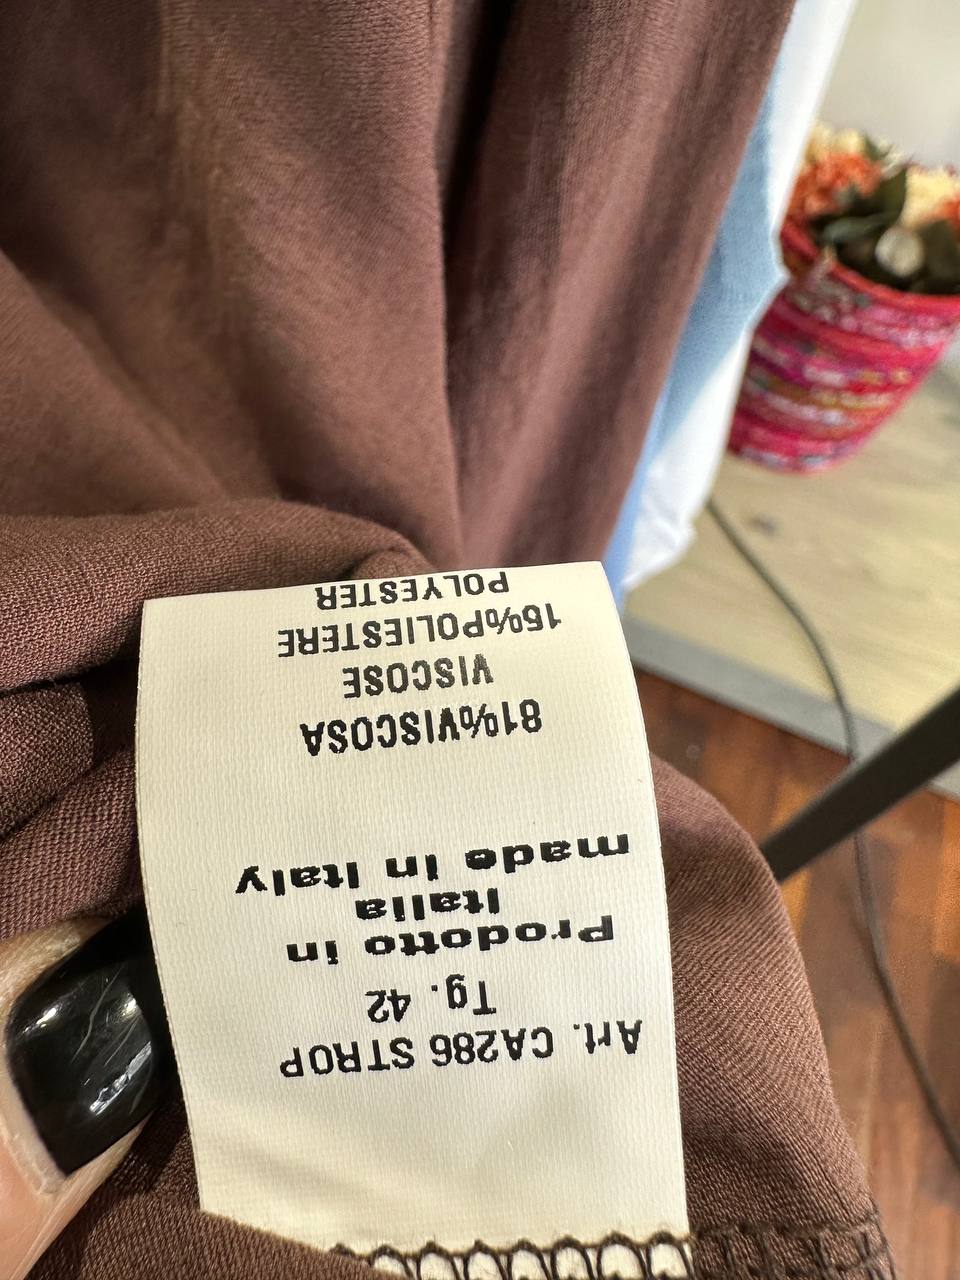 Art. CA286 STROP
Tg. 42
Prodotto in
Italia
made in Italy
81%VISCOSA
VISCOSE
15%POLIESTERE
POLYESTER